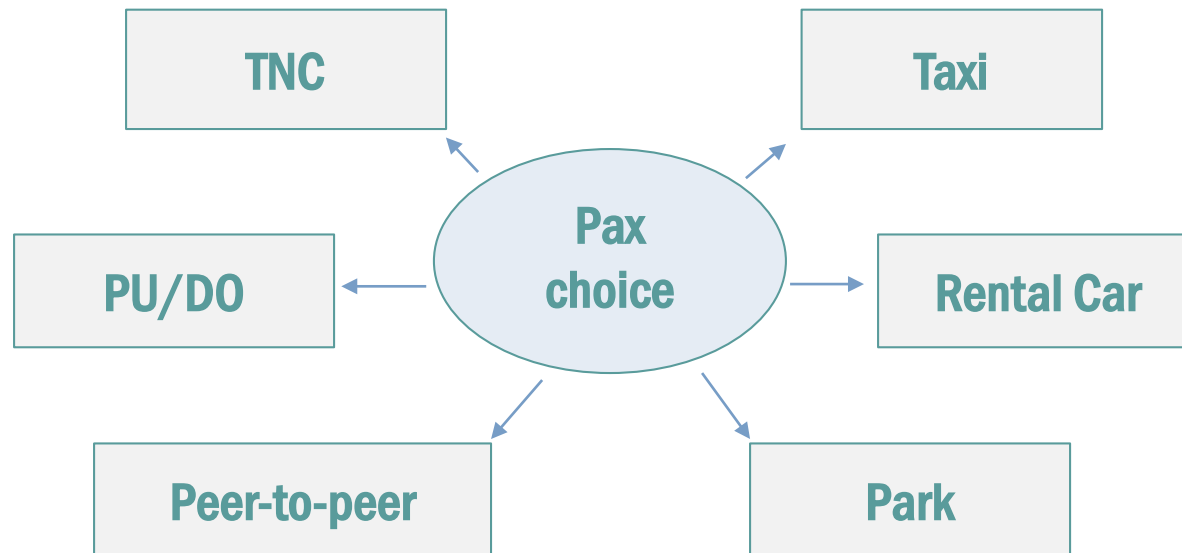 TNC
Taxi
Pax
choice
PU/DO
Rental Car
Peer-to-peer
Park